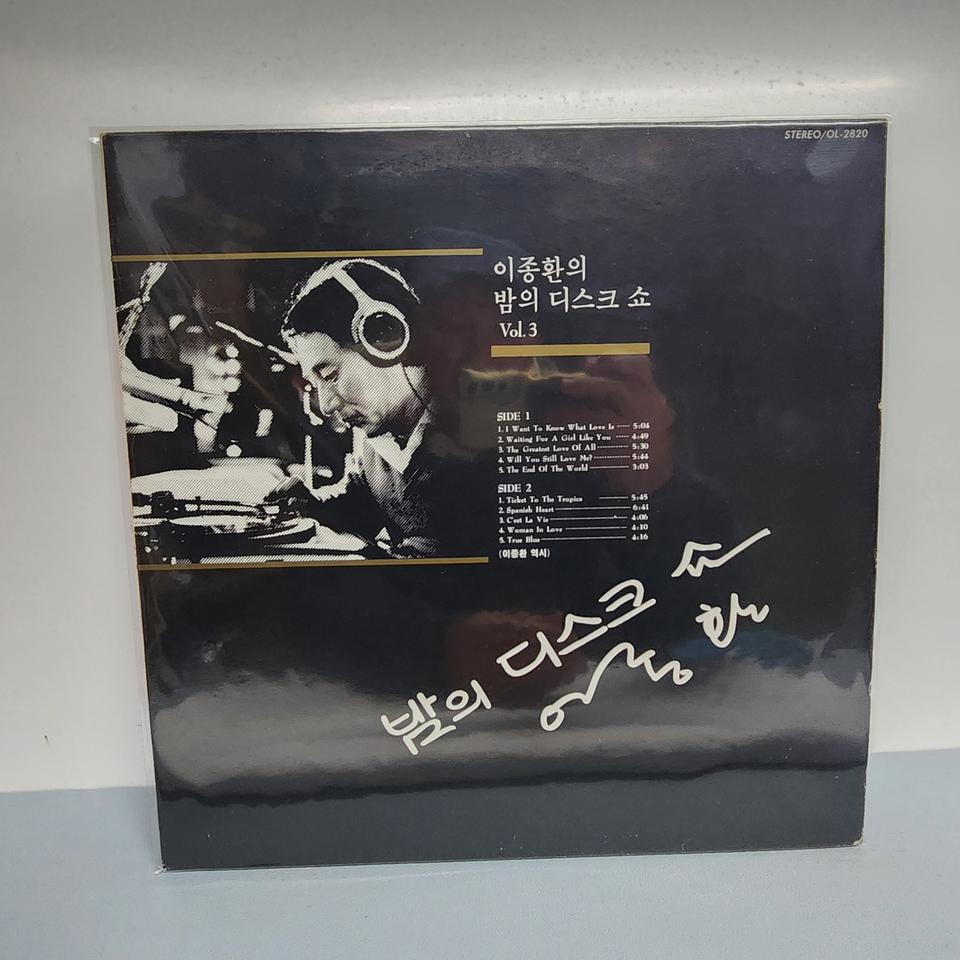 STEREO/OL-2820
이종환의
밤의 디스크 쇼
Vol.3
SIDE 1
1. I Want To Know What Love Is 5:04
2. Waiting For A Girl Like You 4:49
3. The Greatest Love Of All 5:30
4. Will You Still Love Me? 5:44
5. The End Of The World 3:03
SIDE 2
1. Ticket To The Tropics 5:45
2. Spanish Heart 6:41
3. C'est La Vie 4:06
4. Woman In Love 4:10
5. True Blue 4:16
(이종환 역시)
밤의 디스크 쇼
이종환